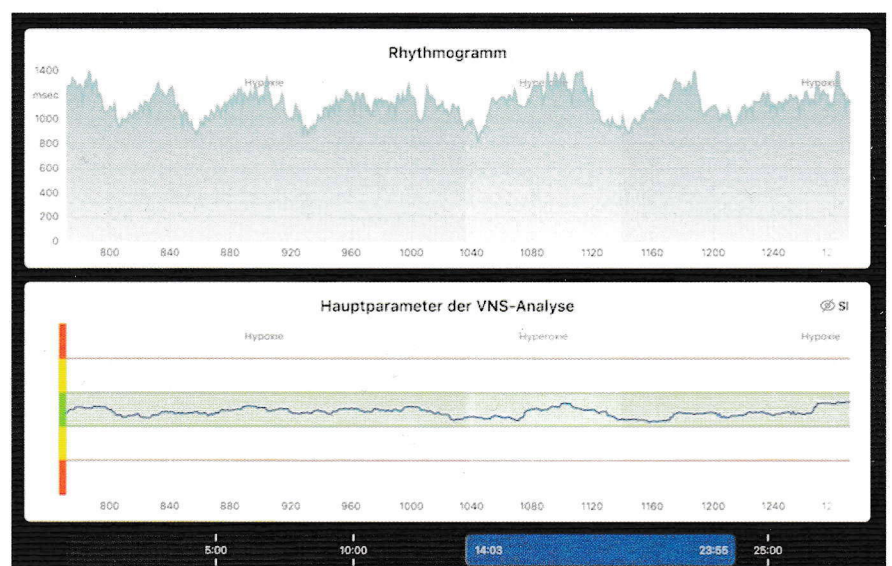 Rhythmogramm
1400
msec
Hypoxie
Hyperoxie
Hypoxie
1000
800
600
400
200
0
800 840 880 920 960 1000 1040 1080 1120 1160 1200 1240
Hauptparameter der VNS-Analyse
SI
Hypoxie
Hyperoxie
Hypoxie
800 840 880 920 960 1000 1040 1080 1120 1160 1200 1240
5:00 10:00 14:03 23:55 25:00